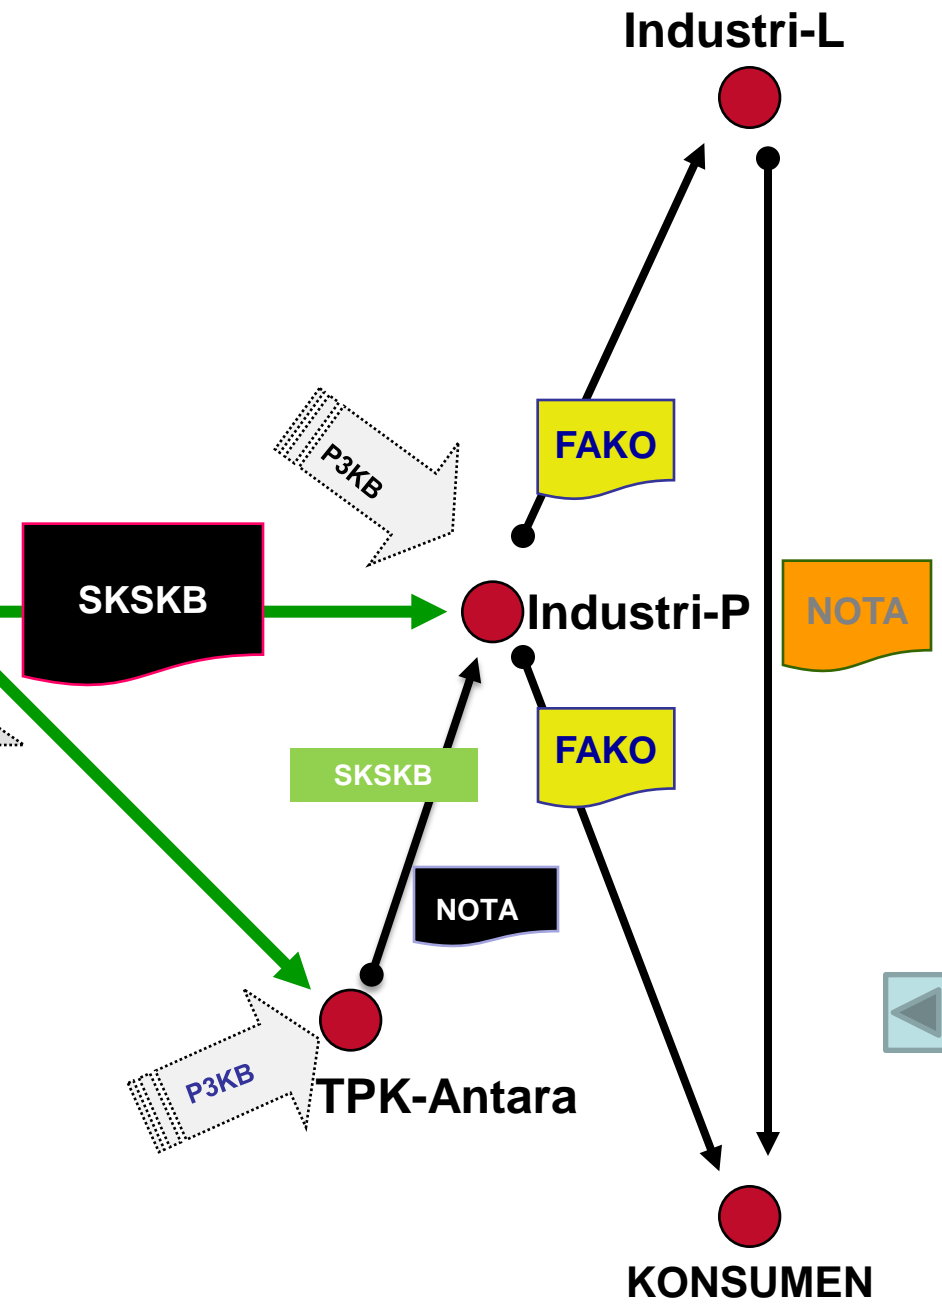 Industri-L
FAKO
P3KB
SKSKB
Industri-P
NOTA
FAKO
SKSKB
NOTA
P3KB
TPK-Antara
KONSUMEN